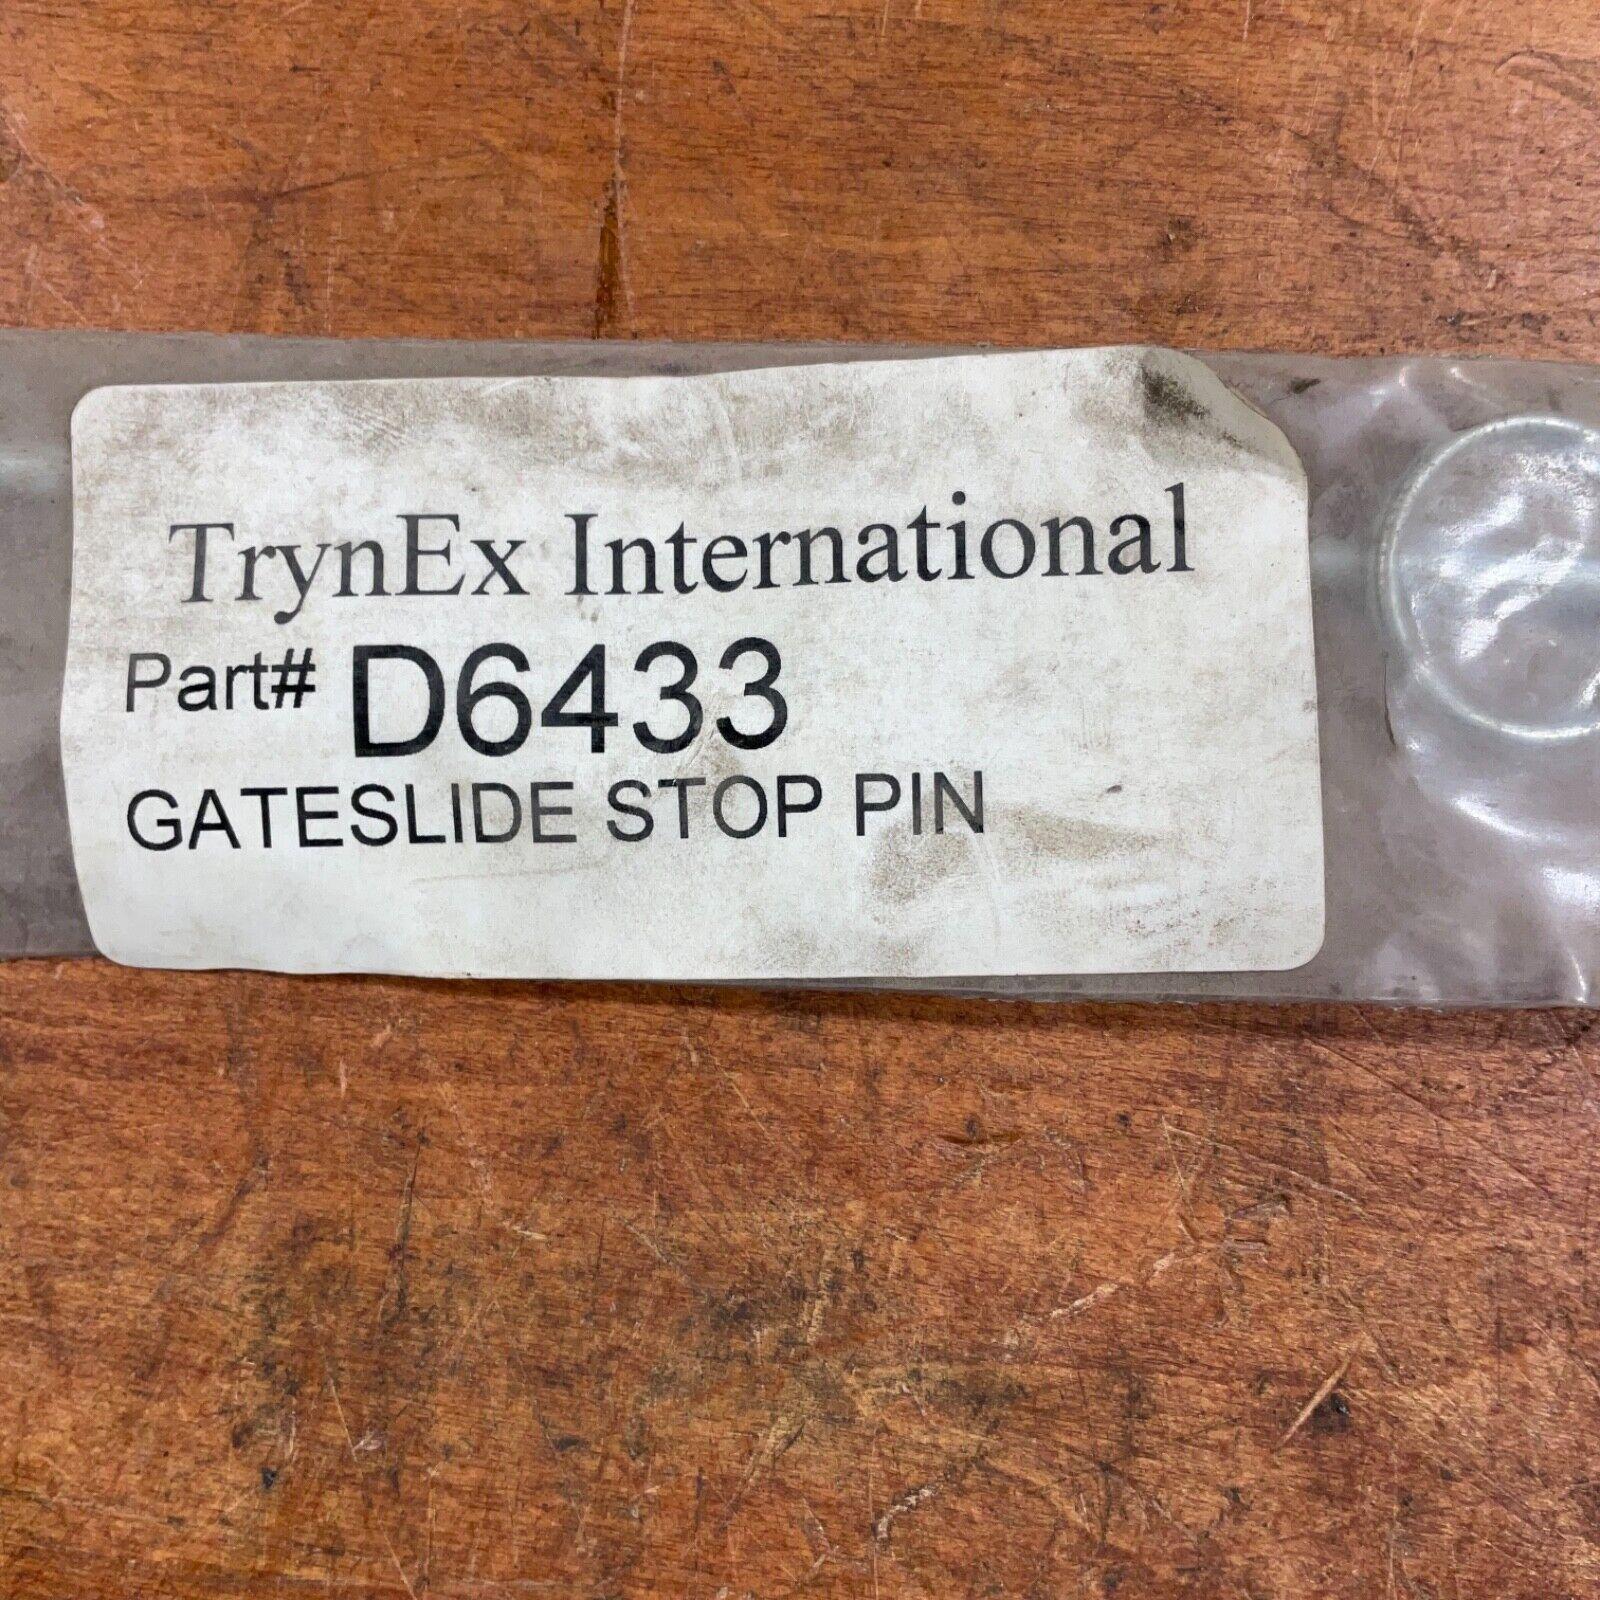 TrynEx International
Part# D6433
GATESLIDE STOP PIN